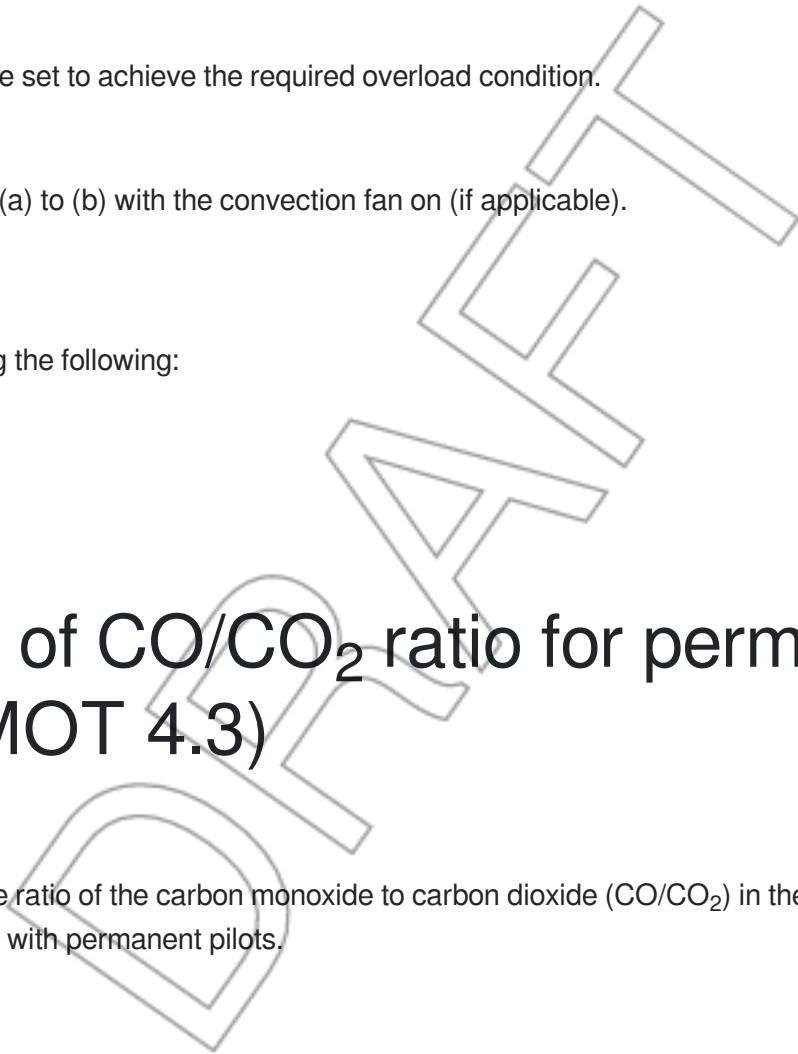 set to achieve the required overload condition.
(a) to (b) with the convection fan on (if applicable).
the following:
of CO/CO₂ ratio for
4.3)
ratio of the carbon monoxide to carbon dioxide (CO/CO₂) in the
with permanent pilots.
DRAFT